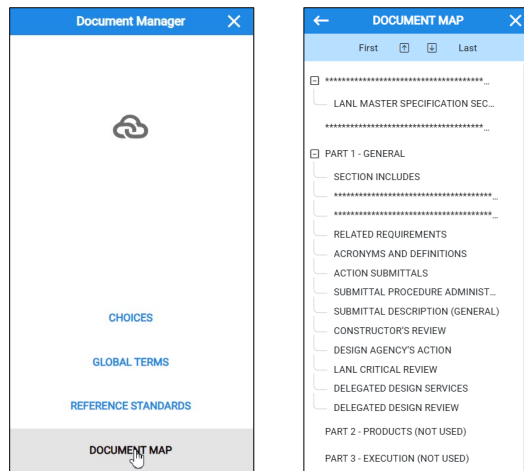 Document Manager
CHOICES
GLOBAL TERMS
REFERENCE STANDARDS
DOCUMENT MAP
DOCUMENT MAP
First Last
**************************************...
LANL MASTER SPECIFICATION SEC...
**************************************...
PART 1 - GENERAL
SECTION INCLUDES
**************************************...
**************************************...
RELATED REQUIREMENTS
ACRONYMS AND DEFINITIONS
ACTION SUBMITTALS
SUBMITTAL PROCEDURE ADMINIST...
SUBMITTAL DESCRIPTION (GENERAL)
CONSTRUCTOR'S REVIEW
DESIGN AGENCY'S ACTION
LANL CRITICAL REVIEW
DELEGATED DESIGN SERVICES
DELEGATED DESIGN REVIEW
PART 2 - PRODUCTS (NOT USED)
PART 3 - EXECUTION (NOT USED)